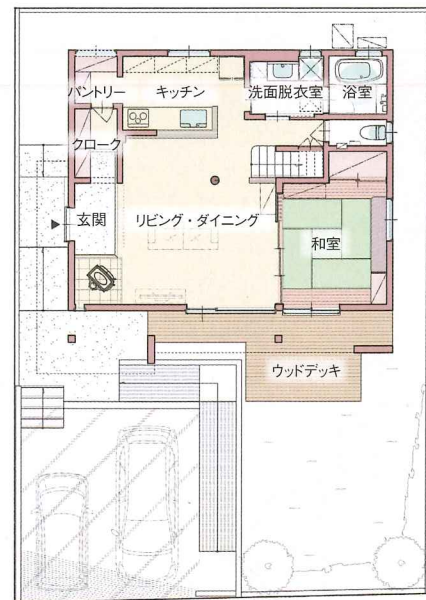 パントリー
キッチン
洗面脱衣室
浴室
クローク
玄関
リビング・ダイニング
和室
ウッドデッキ